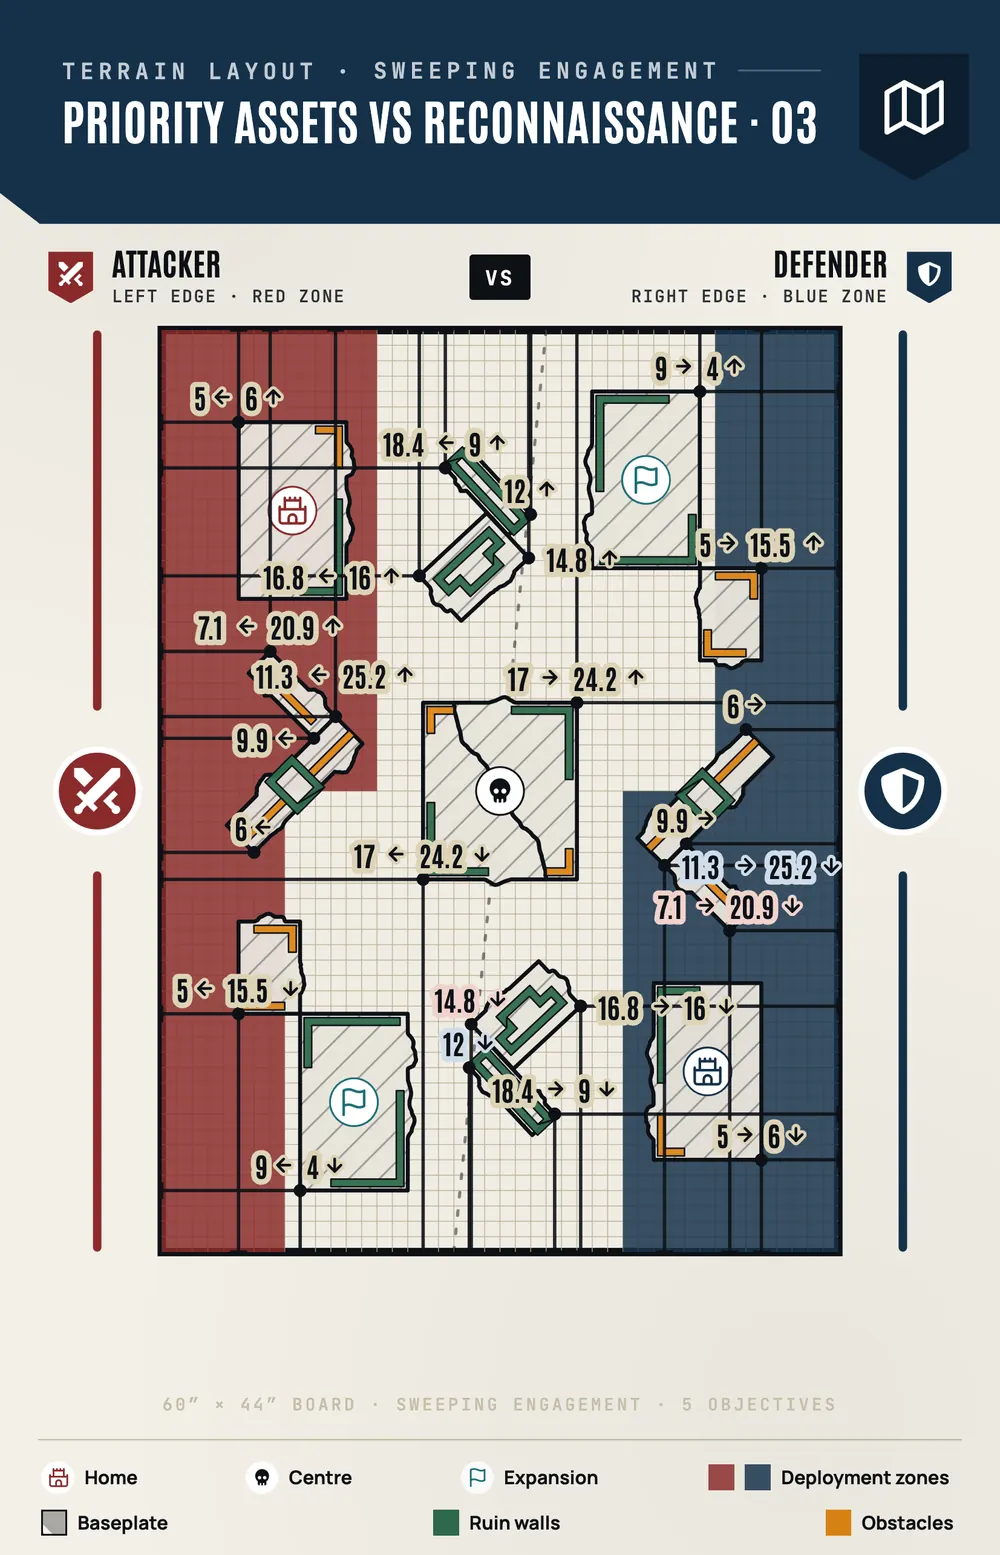 TERRAIN LAYOUT · SWEEPING ENGAGEMENT
PRIORITY ASSETS VS RECONNAISSANCE · 03
ATTACKER
LEFT EDGE · RED ZONE
VS
DEFENDER
RIGHT EDGE · BLUE ZONE
9 → 4 ↑
5 ← 6 ↑
18.4 ← 9 ↑
12 ↑
14.8 ↑
5 → 15.5 ↑
16.8 ← 16 ↑
7.1 ← 20.9 ↑
11.3 ← 25.2 ↑
17 → 24.2 ↑
6 →
9.9 ←
9.9 →
6 ←
17 ← 24.2 ↓
11.3 → 25.2 ↓
7.1 → 20.9 ↓
5 ← 15.5 ↓
14.8 ↓
16.8 → 16 ↓
12 ↓
18.4 → 9 ↓
5 → 6 ↓
9 ← 4 ↓
60″ × 44″ BOARD · SWEEPING ENGAGEMENT · 5 OBJECTIVES
Home
Centre
Expansion
Deployment zones
Baseplate
Ruin walls
Obstacles